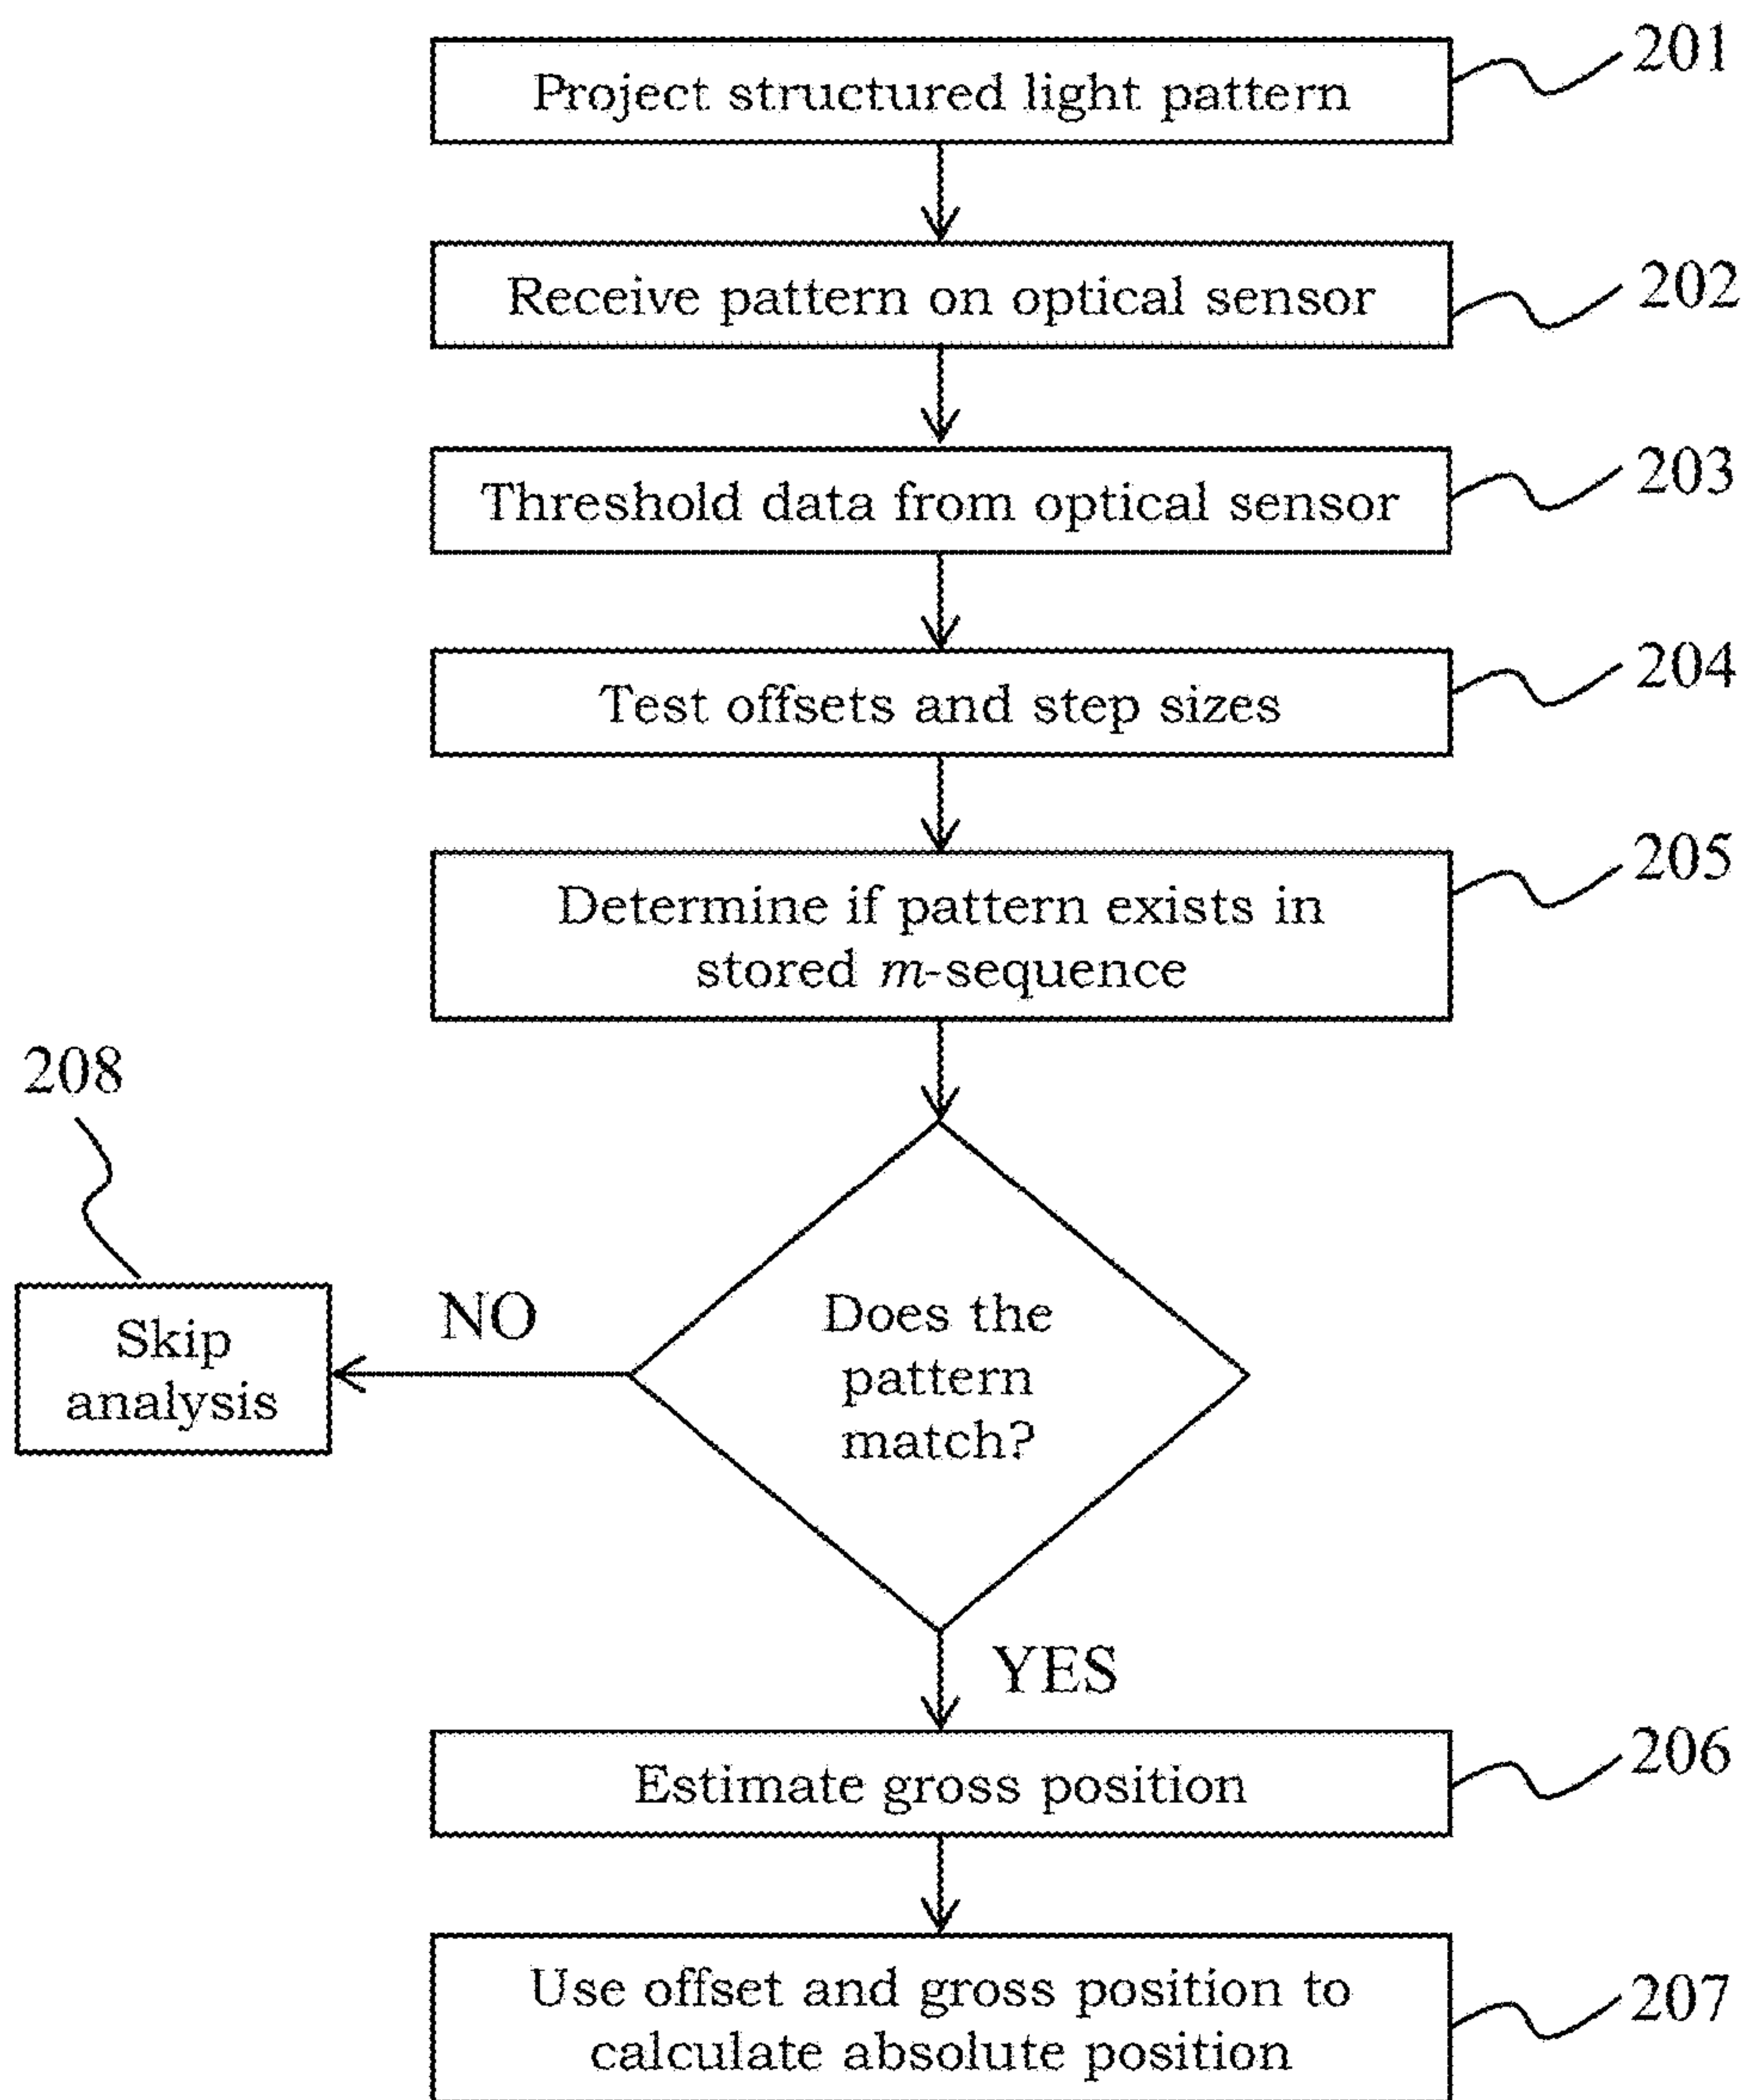 Project structured light pattern
201
Receive pattern on optical sensor
202
Threshold data from optical sensor
203
Test offsets and step sizes
204
Determine if pattern exists in
stored m-sequence
205
208
Skip
analysis
NO
Does the
pattern
match?
YES
Estimate gross position
206
Use offset and gross position to
calculate absolute position
207